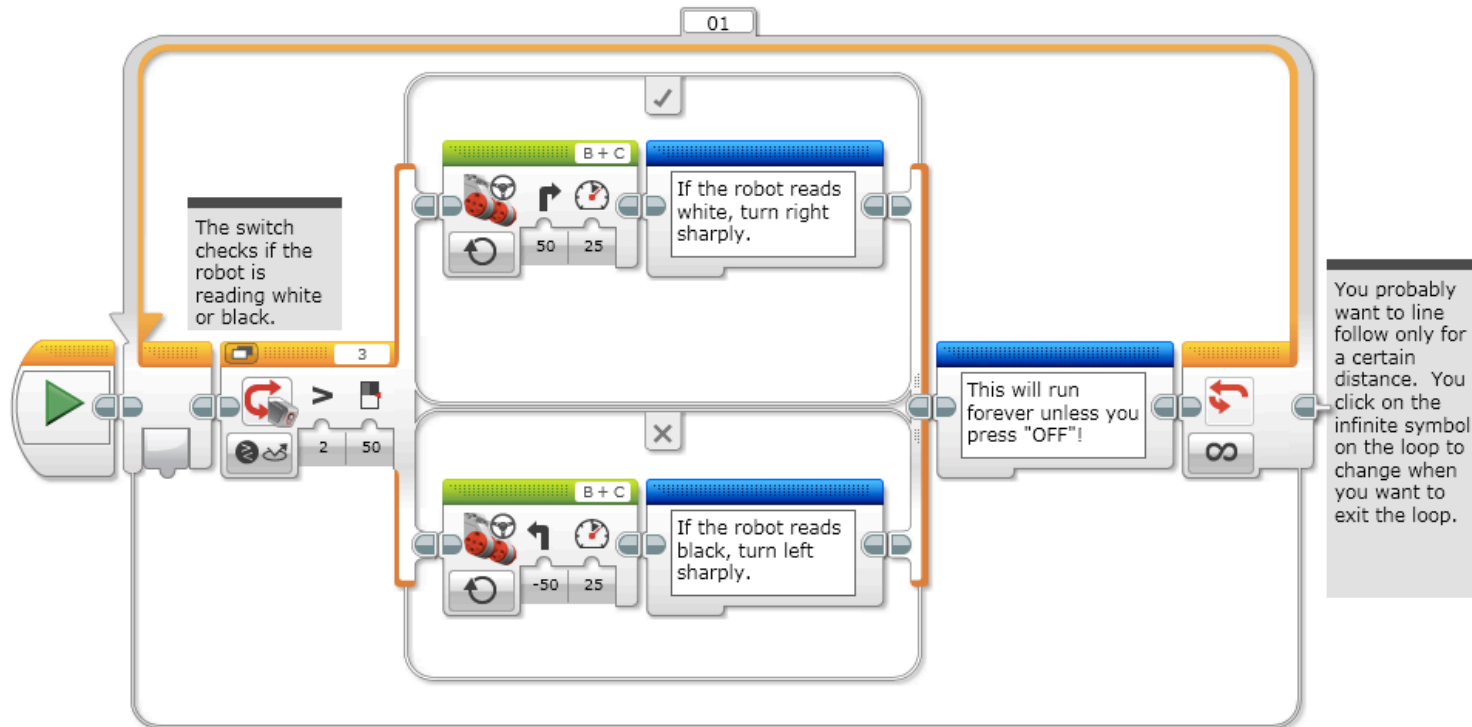 01
The switch
checks if the
robot is
reading white
or black.
3
>
2 50
B + C
50 25
If the robot reads
white, turn right
sharply.
B + C
-50 25
If the robot reads
black, turn left
sharply.
This will run
forever unless you
press "OFF"!
∞
You probably
want to line
follow only for
a certain
distance. You
click on the
infinite symbol
on the loop to
change when
you want to
exit the loop.